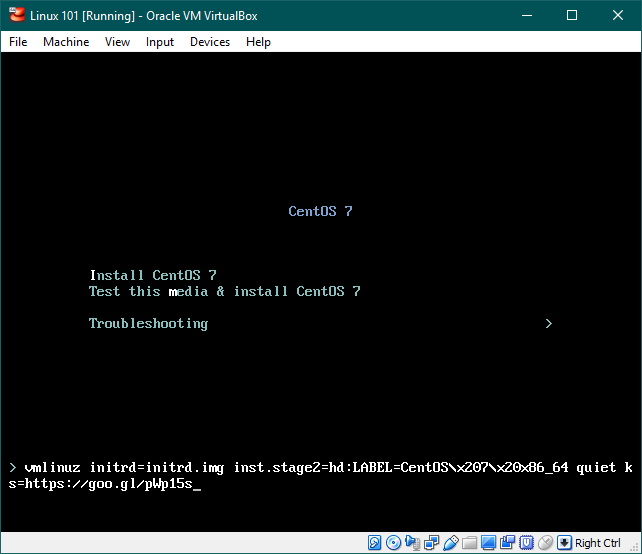 Linux 101 [Running] - Oracle VM VirtualBox
File Machine View Input Devices Help
CentOS 7
Install CentOS 7
Test this media & install CentOS 7
Troubleshooting >
> vmlinuz initrd=initrd.img inst.stage2=hd:LABEL=CentOS\x207\x20x86_64 quiet k
s=https://goo.gl/pWp15s_
Right Ctrl